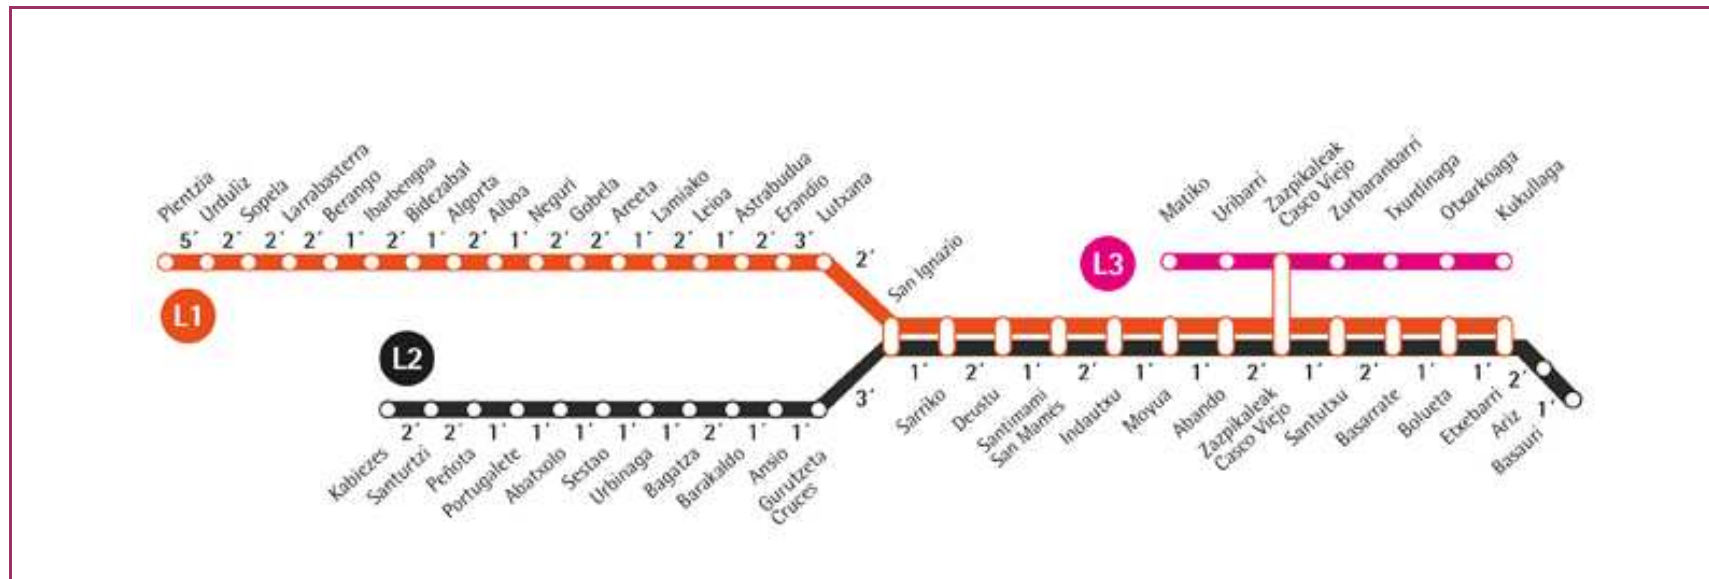 Plentzia
Urduliz
Sopela
Larrabasterra
Berango
Ibarbengoa
Bidezabal
Algorta
Aiboa
Neguri
Gobela
Areeta
Lamiako
Leioa
Astrabudua
Erandio
Lutxana
5´ 2´ 2´ 2´ 1´ 2´ 1´ 2´ 1´ 2´ 2´ 1´ 2´ 1´ 2´ 3´ 2´
L1
San Ignazio
Matiko
Uribarri
Zazpikaleak
Casco Viejo
Zurbaranbarri
Txurdinaga
Otxarkoaga
Kukullaga
L3
L2
2´ 2´ 1´ 1´ 1´ 1´ 1´ 2´ 1´ 1´ 3´
Kabiezes
Santurtzi
Peñota
Portugalete
Abatxolo
Sestao
Urbinaga
Bagatza
Barakaldo
Ansio
Gurutzeta
Cruces
1´ 2´ 1´ 2´ 1´ 1´ 2´ 1´ 2´ 1´ 1´ 2´ 1´
Sarriko
Deustu
Santimami
San Mamés
Indautxu
Moyua
Abando
Zazpikaleak
Casco Viejo
Santutxu
Basarrate
Bolueta
Etxebarri
Ariz
Basauri